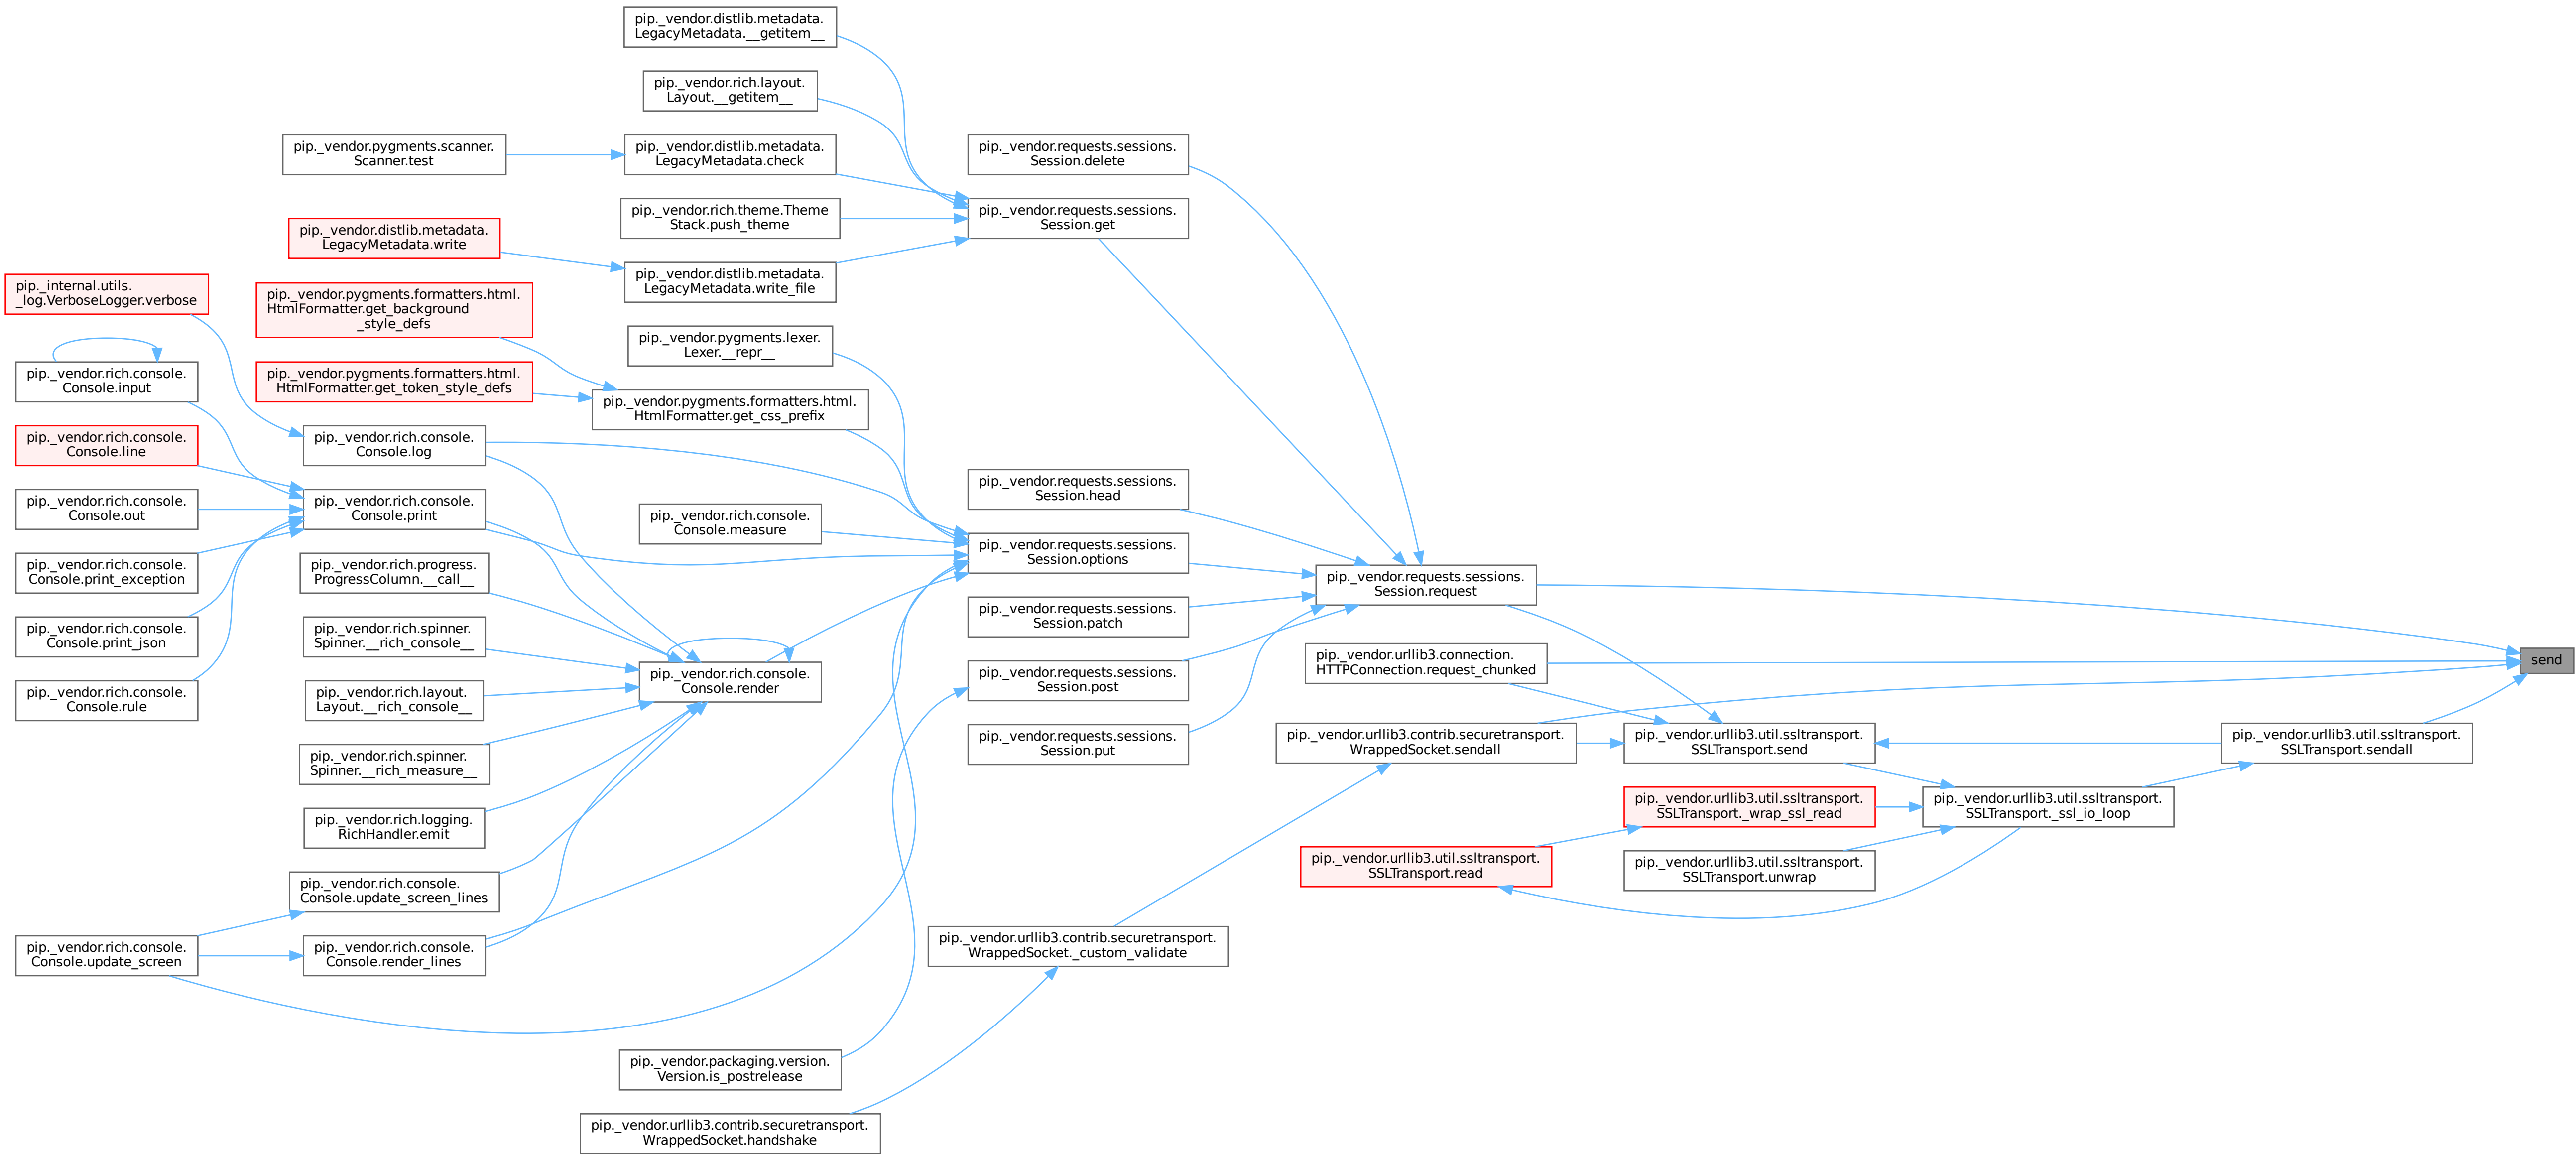 pip._vendor.distlib.metadata.
LegacyMetadata.__getitem__
pip._vendor.rich.layout.
Layout.__getitem__
pip._vendor.pygments.scanner.
Scanner.test
pip._vendor.distlib.metadata.
LegacyMetadata.check
pip._vendor.requests.sessions.
Session.delete
pip._vendor.distlib.metadata.
LegacyMetadata.write
pip._vendor.rich.theme.Theme
Stack.push_theme
pip._vendor.requests.sessions.
Session.get
pip._internal.utils.
_log.VerboseLogger.verbose
pip._vendor.pygments.formatters.html.
HtmlFormatter.get_background
_style_defs
pip._vendor.distlib.metadata.
LegacyMetadata.write_file
pip._vendor.pygments.lexer.
Lexer.__repr__
pip._vendor.rich.console.
Console.input
pip._vendor.pygments.formatters.html.
HtmlFormatter.get_token_style_defs
pip._vendor.pygments.formatters.html.
HtmlFormatter.get_css_prefix
pip._vendor.rich.console.
Console.line
pip._vendor.rich.console.
Console.log
pip._vendor.requests.sessions.
Session.head
pip._vendor.rich.console.
Console.out
pip._vendor.rich.console.
Console.print
pip._vendor.rich.console.
Console.measure
pip._vendor.requests.sessions.
Session.options
pip._vendor.rich.console.
Console.print_exception
pip._vendor.rich.progress.
ProgressColumn.__call__
pip._vendor.requests.sessions.
Session.request
pip._vendor.requests.sessions.
Session.patch
pip._vendor.rich.console.
Console.print_json
pip._vendor.rich.spinner.
Spinner.__rich_console__
pip._vendor.urllib3.connection.
HTTPConnection.request_chunked
send
pip._vendor.rich.console.
Console.rule
pip._vendor.rich.layout.
Layout.__rich_console__
pip._vendor.rich.console.
Console.render
pip._vendor.requests.sessions.
Session.post
pip._vendor.rich.spinner.
Spinner.__rich_measure__
pip._vendor.requests.sessions.
Session.put
pip._vendor.urllib3.contrib.securetransport.
WrappedSocket.sendall
pip._vendor.urllib3.util.ssltransport.
SSLTransport.send
pip._vendor.urllib3.util.ssltransport.
SSLTransport.sendall
pip._vendor.rich.logging.
RichHandler.emit
pip._vendor.urllib3.util.ssltransport.
SSLTransport._wrap_ssl_read
pip._vendor.urllib3.util.ssltransport.
SSLTransport._ssl_io_loop
pip._vendor.urllib3.util.ssltransport.
SSLTransport.read
pip._vendor.urllib3.util.ssltransport.
SSLTransport.unwrap
pip._vendor.rich.console.
Console.update_screen_lines
pip._vendor.rich.console.
Console.update_screen
pip._vendor.rich.console.
Console.render_lines
pip._vendor.urllib3.contrib.securetransport.
WrappedSocket._custom_validate
pip._vendor.packaging.version.
Version.is_postrelease
pip._vendor.urllib3.contrib.securetransport.
WrappedSocket.handshake